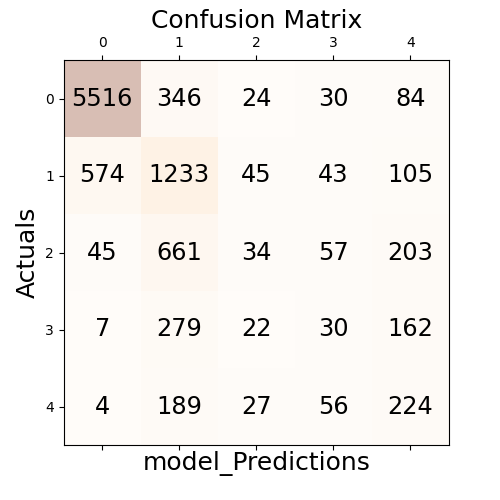 Confusion Matrix
0 1 2 3 4
0 5516 346 24 30 84
1 574 1233 45 43 105
2 45 661 34 57 203
3 7 279 22 30 162
4 4 189 27 56 224
Actuals
model_Predictions